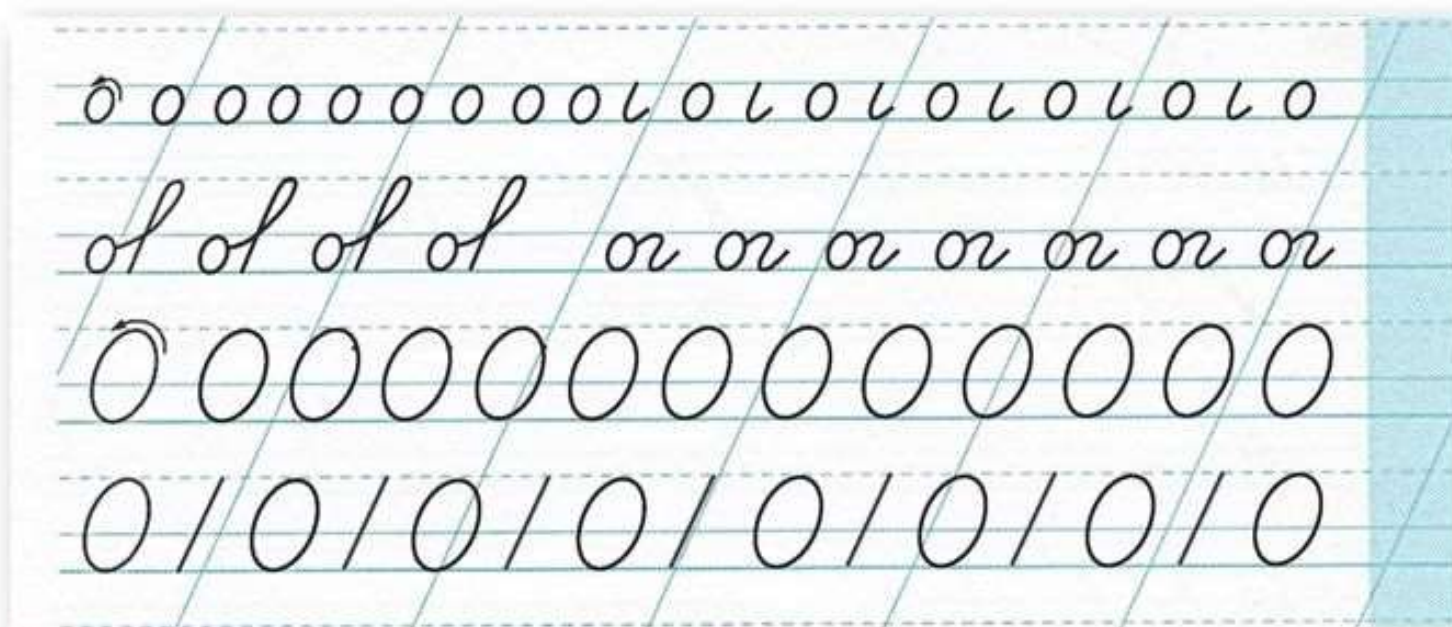 о о о о о о о о о ι о ι о ι о ι о ι о ι о
ol ol ol ol or or or or or or or
О О О О О О О О О О О О О
О / О / О / О / О / О / О / О